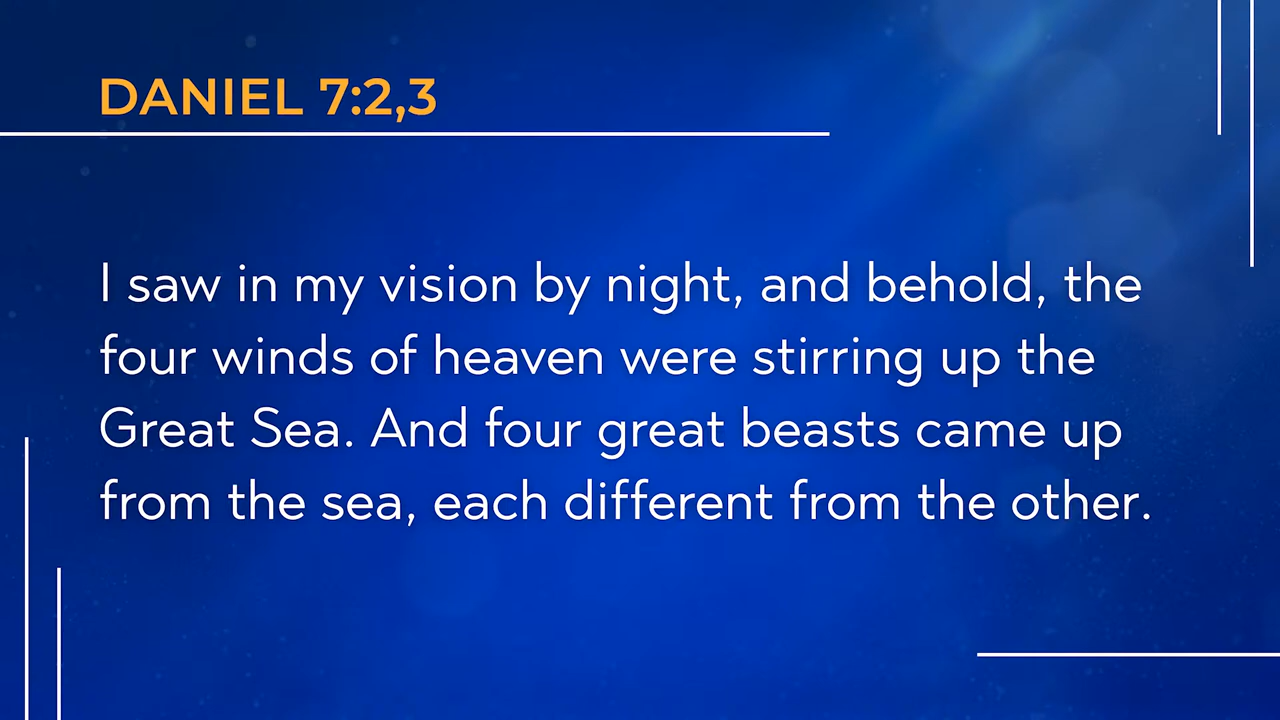 DANIEL 7:2,3
I saw in my vision by night, and behold, the
four winds of heaven were stirring up the
Great Sea. And four great beasts came up
from the sea, each different from the other.